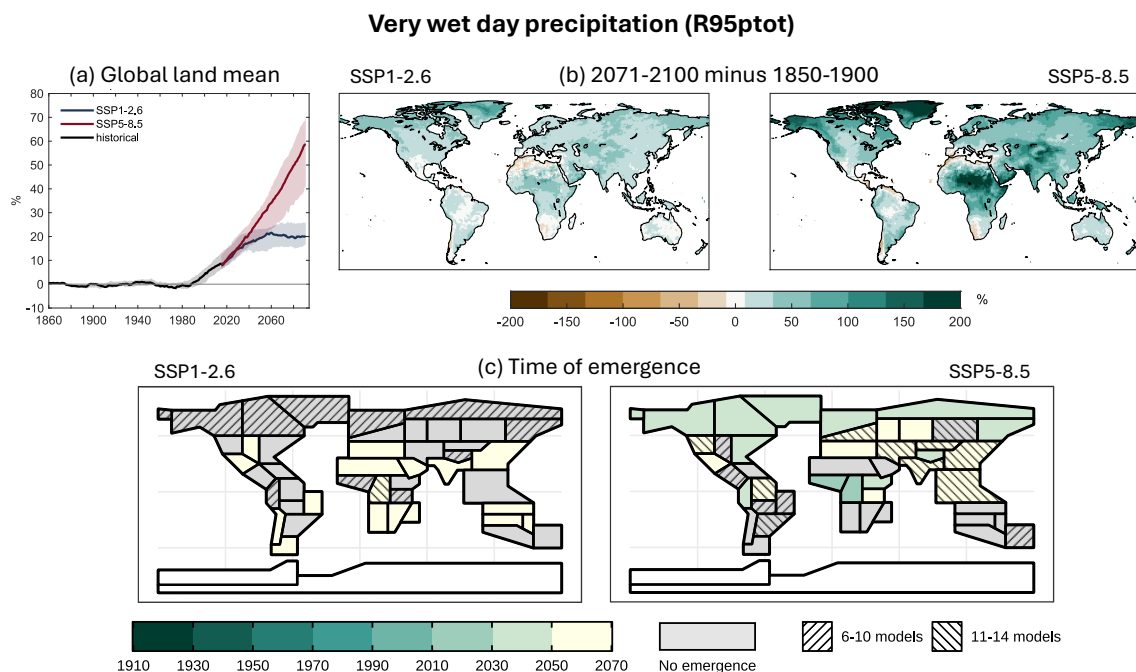 Very wet day precipitation (R95ptot)
(a) Global land mean
SSP1-2.6
(b) 2071-2100 minus 1850-1900
SSP5-8.5
80
70
60
50
40
30
20
10
0
-10
%
SSP1-2.6
SSP5-8.5
historical
1860 1900 1940 1980 2020 2060
-200 -150 -100 -50 0 50 100 150 200
%
SSP1-2.6
(c) Time of emergence
SSP5-8.5
1910 1930 1950 1970 1990 2010 2030 2050 2070
No emergence
6-10 models
11-14 models